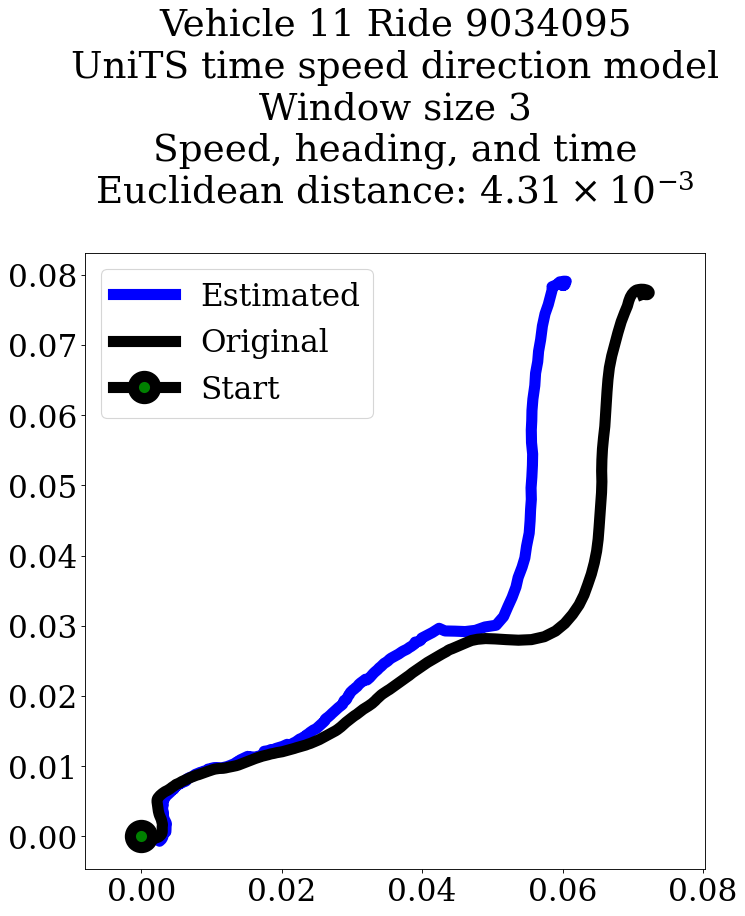 Vehicle 11 Ride 9034095
UniTS time speed direction model
Window size 3
Speed, heading, and time
Euclidean distance: 4.31 × 10⁻³
Estimated
Original
Start
0.08
0.07
0.06
0.05
0.04
0.03
0.02
0.01
0.00
0.00 0.02 0.04 0.06 0.08